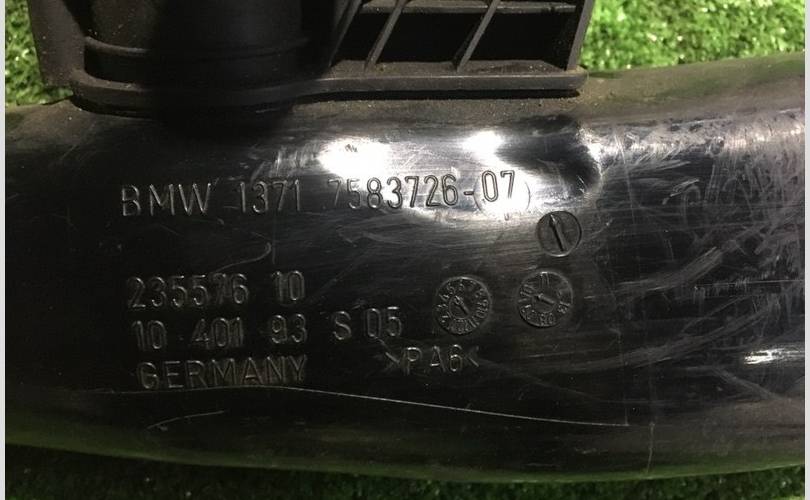 BMW 1371 7583726-07
235576 10
10 401 93 S 05
GERMANY >PA6<